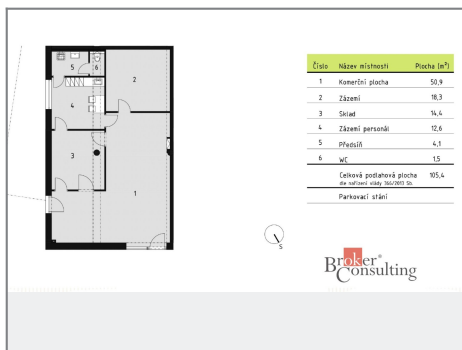 5
6
2
4
3
1
S
Číslo Název místnosti Plocha (m²)
1 Komerční plocha 50,9
2 Zázemí 18,3
3 Sklad 14,4
4 Zázemí personál 12,6
5 Předsíň 4,1
6 WC 1,5
Celková podlahová plocha 105,4
dle nařízení vlády 366/2013 Sb.
Parkovací stání
Broker®
Consulting